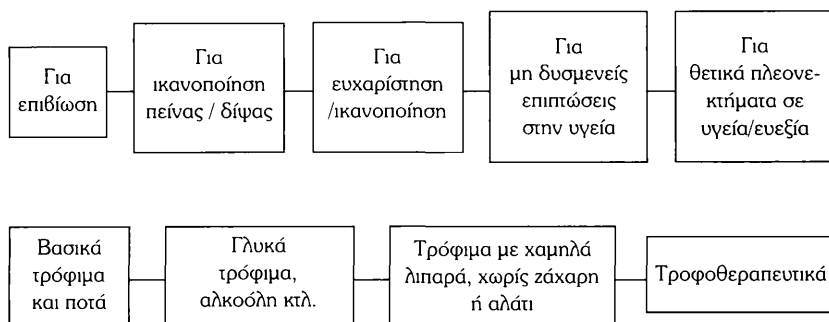 Για
επιβίωση
Για
ικανοποίηση
πείνας / δίψας
Για
ευχαρίστηση
/ικανοποίηση
Για
μη δυσμενείς
επιπτώσεις
στην υγεία
Για
θετικά πλεονε-
κτήματα σε
υγεία/ευεξία
Βασικά
τρόφιμα
και ποτά
Γλυκά
τρόφιμα,
αλκοόλη κτλ.
Τρόφιμα με χαμηλά
λιπαρά, χωρίς ζάχαρη
ή αλάτι
Τροφοθεραπευτικά